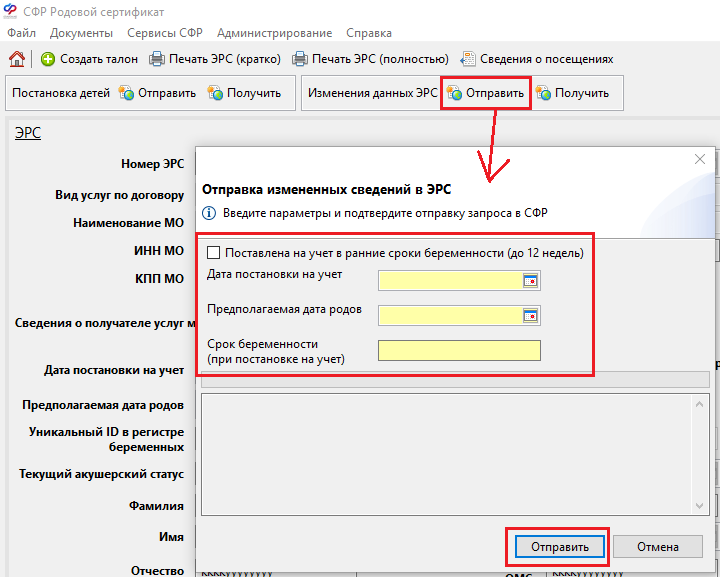 СФР Родовой сертификат
Файл Документы Сервисы СФР Администрирование Справка
Создать талон Печать ЭРС (кратко) Печать ЭРС (полностью) Сведения о посещениях
Постановка детей Отправить Получить Изменения данных ЭРС Отправить Получить
ЭРС
Номер ЭРС
Вид услуг по договору
Наименование МО
ИНН МО
КПП МО
Сведения о получателе услуг м
Дата постановки на учет
Предполагаемая дата родов
Уникальный ID в регистре
беременных
Текущий акушерский статус
Фамилия
Имя
Отчество
Отправка измененных сведений в ЭРС
Введите параметры и подтвердите отправку запроса в СФР
Поставлена на учет в ранние сроки беременности (до 12 недель)
Дата постановки на учет
Предполагаемая дата родов
Срок беременности
(при постановке на учет)
Отправить Отмена
ОМС